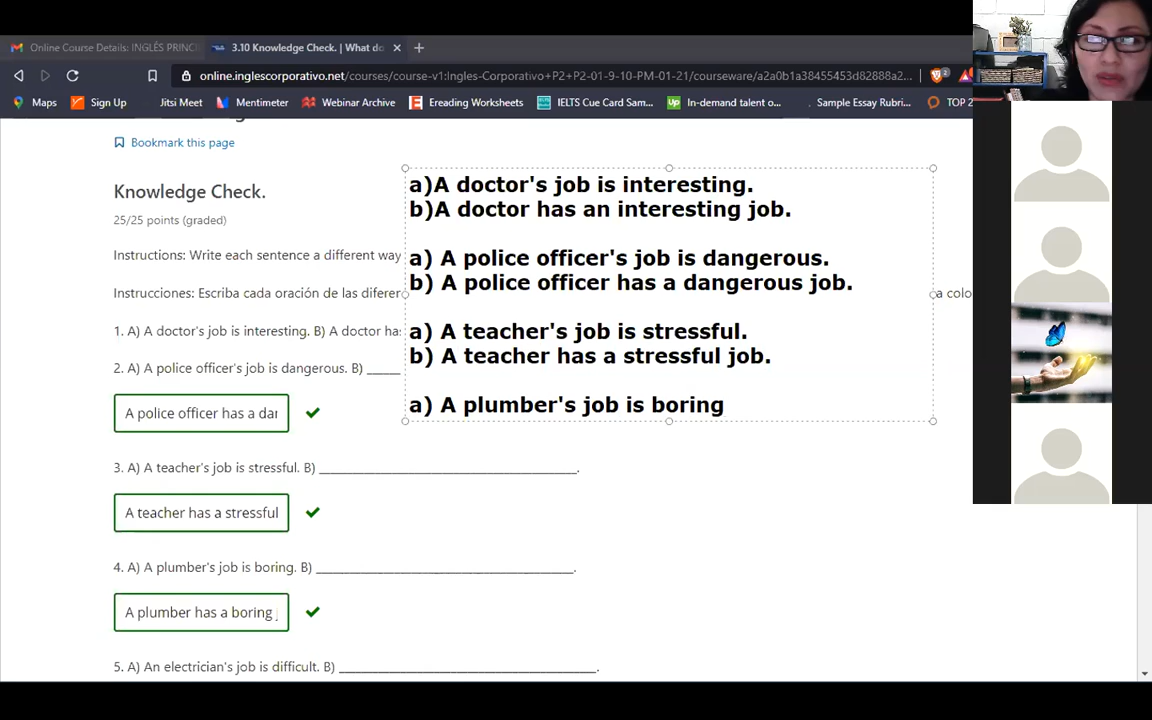 Online Course Details: INGLÉS PRINC
3.10 Knowledge Check. | What do
online.inglescorporativo.net/courses/course-v1:Ingles-Corporativo+P2+P2-01-9-10-PM-01-21/courseware/a2a0b1a38455453d82888a2...
Maps
Sign Up
Jitsi Meet
Mentimeter
Webinar Archive
Ereading Worksheets
IELTS Cue Card Sam...
In-demand talent o...
Sample Essay Rubri...
TOP 2
Bookmark this page
Knowledge Check.
25/25 points (graded)
Instructions: Write each sentence a different way
Instrucciones: Escriba cada oración de las diferen
a colo
1. A) A doctor's job is interesting. B) A doctor ha
2. A) A police officer's job is dangerous. B) _____
A police officer has a dan
3. A) A teacher's job is stressful. B) ___________________________________.
A teacher has a stressful
4. A) A plumber's job is boring. B) ___________________________________.
A plumber has a boring
5. A) An electrician's job is difficult. B) ___________________________________.
a)A doctor's job is interesting.
b)A doctor has an interesting job.
a) A police officer's job is dangerous.
b) A police officer has a dangerous job.
a) A teacher's job is stressful.
b) A teacher has a stressful job.
a) A plumber's job is boring